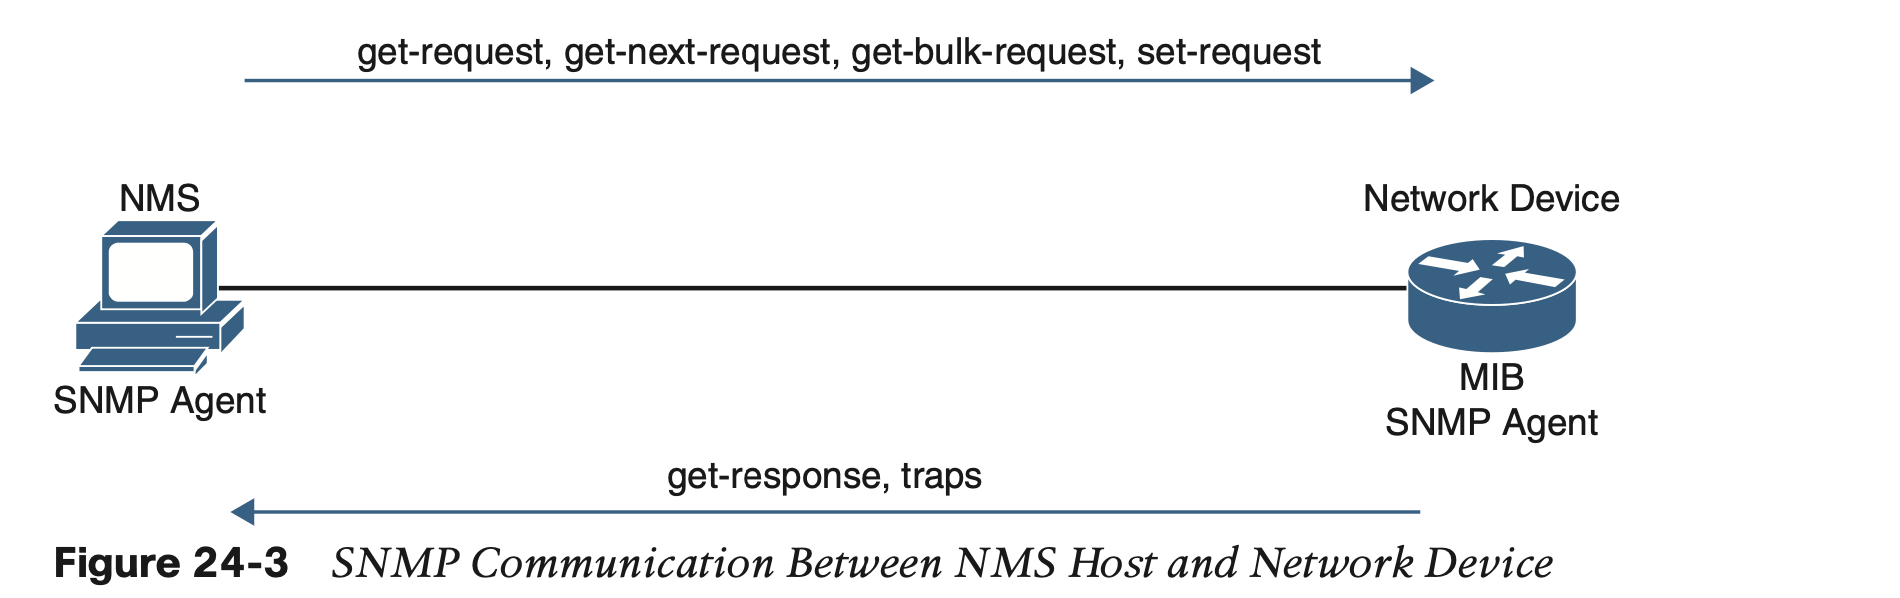 get-request, get-next-request, get-bulk-request, set-request
NMS
Network Device
SNMP Agent
MIB
SNMP Agent
get-response, traps
Figure 24-3 SNMP Communication Between NMS Host and Network Device